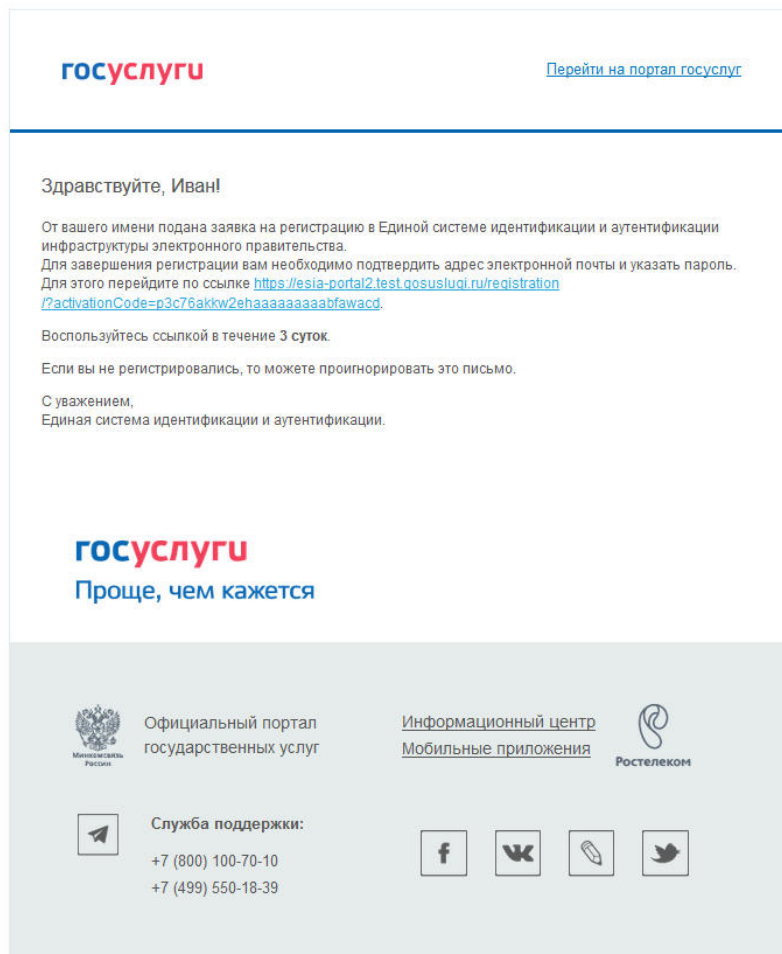 госуслуги
Перейти на портал госуслуг
Здравствуйте, Иван!
От вашего имени подана заявка на регистрацию в Единой системе идентификации и аутентификации
инфраструктуры электронного правительства.
Для завершения регистрации вам необходимо подтвердить адрес электронной почты и указать пароль.
Для этого перейдите по ссылке https://esia-portal2.test.gosuslugi.ru/registration
/?activationCode=p3c76akkw2ehaaaaaaaaabfawacd.
Воспользуйтесь ссылкой в течение 3 суток.
Если вы не регистрировались, то можете проигнорировать это письмо.
С уважением,
Единая система идентификации и аутентификации.
госуслуги
Проще, чем кажется
Минкомсвязь
России
Официальный портал
государственных услуг
Информационный центр
Мобильные приложения
Ростелеком
Служба поддержки:
+7 (800) 100-70-10
+7 (499) 550-18-39